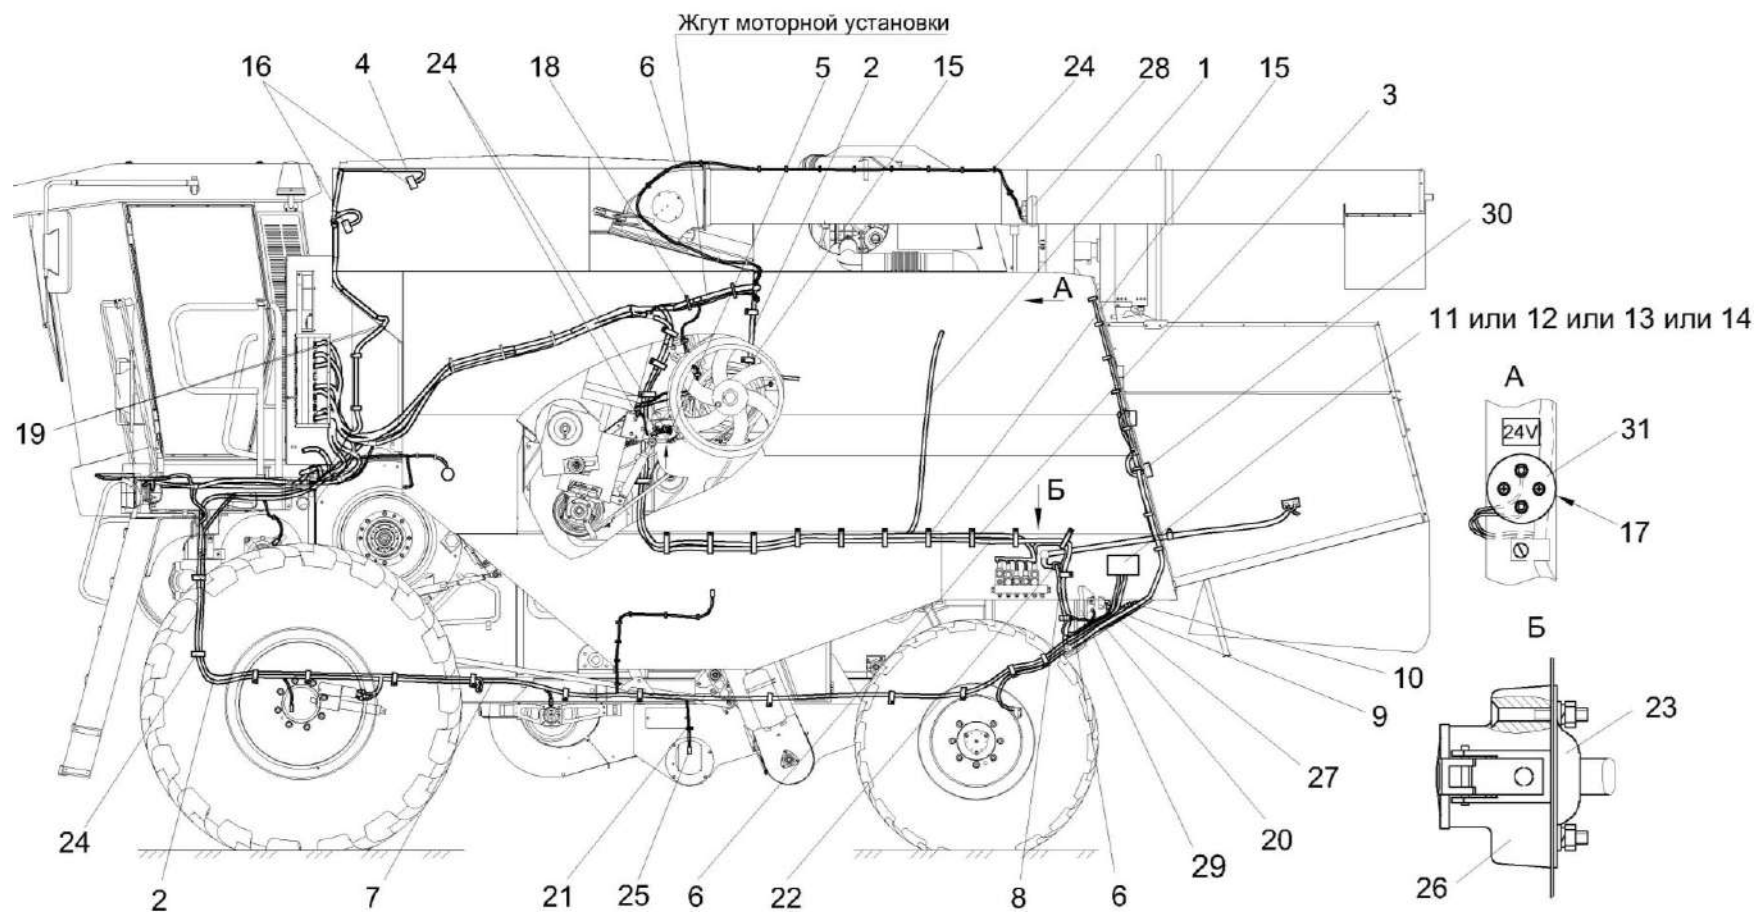 Жгут моторной установки
16 4 24 18 6 5 2 15 24 28 1 15 3
30
А
11 или 12 или 13 или 14
А
24V
31
19
Б
17
Б
10
9
23
27
20
24
29
26
2 7 21 25 6 22 8 6